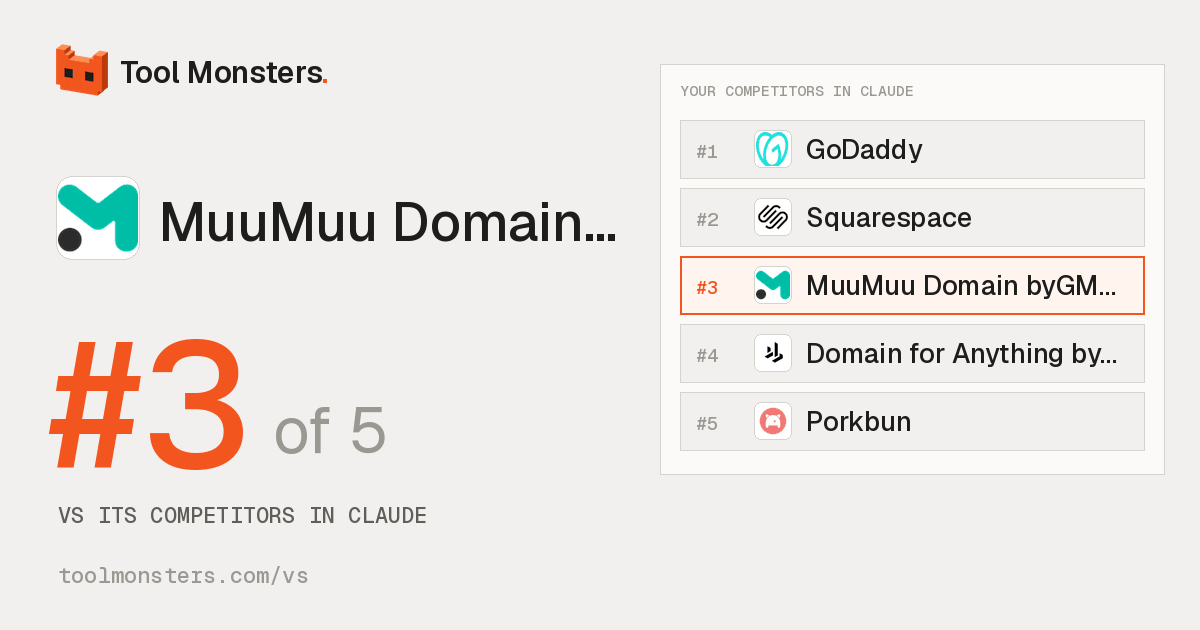 Tool Monsters.
MuuMuu Domain...
#3 of 5
VS ITS COMPETITORS IN CLAUDE
toolmonsters.com/vs
YOUR COMPETITORS IN CLAUDE
#1 GoDaddy
#2 Squarespace
#3 MuuMuu Domain byGM...
#4 Domain for Anything by...
#5 Porkbun